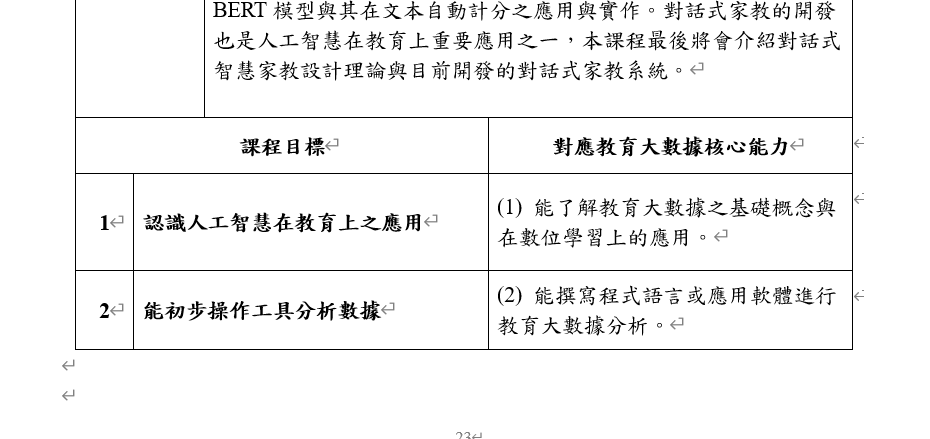 BERT 模型與其在文本自動計分之應用與實作。對話式家教的開發
也是人工智慧在教育上重要應用之一，本課程最後將會介紹對話式
智慧家教設計理論與目前開發的對話式家教系統。
課程目標
對應教育大數據核心能力
1
認識人工智慧在教育上之應用
(1) 能了解教育大數據之基礎概念與
在數位學習上的應用。
2
能初步操作工具分析數據
(2) 能撰寫程式語言或應用軟體進行
教育大數據分析。
23